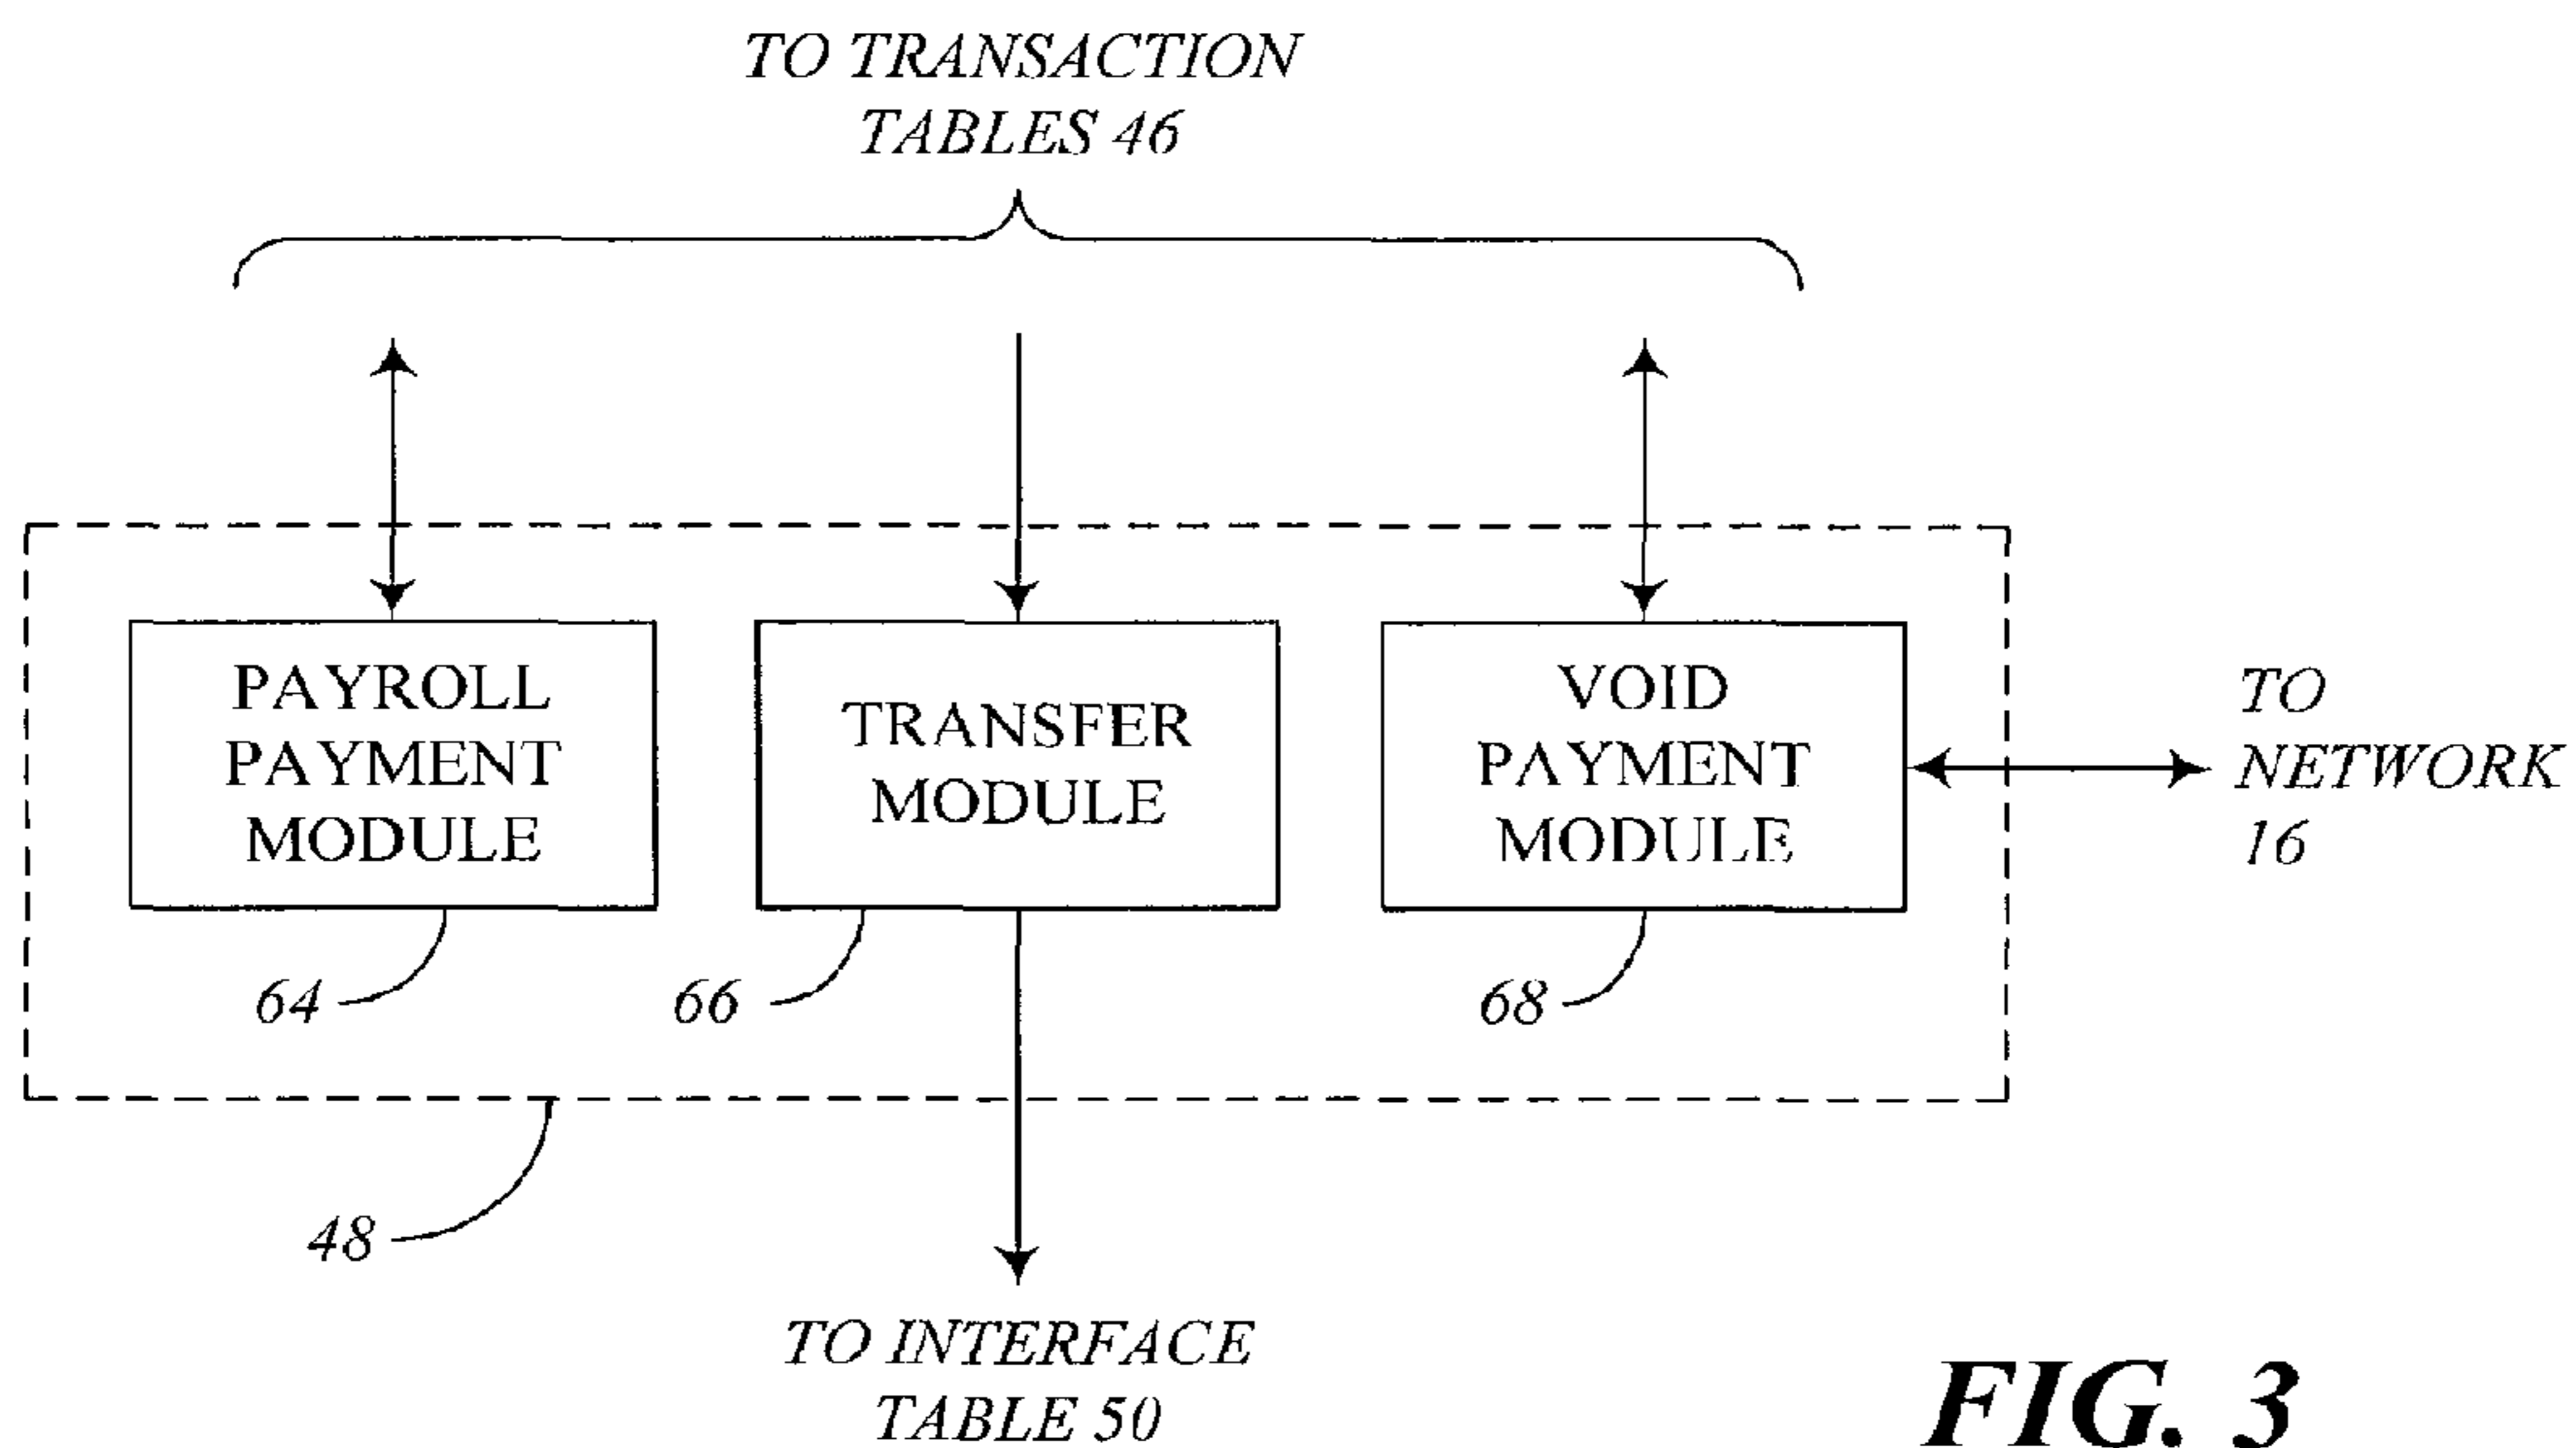 TO TRANSACTION
TABLES 46
PAYROLL
PAYMENT
MODULE
TRANSFER
MODULE
VOID
PAYMENT
MODULE
TO
NETWORK
16
64
66
68
48
TO INTERFACE
TABLE 50
FIG. 3